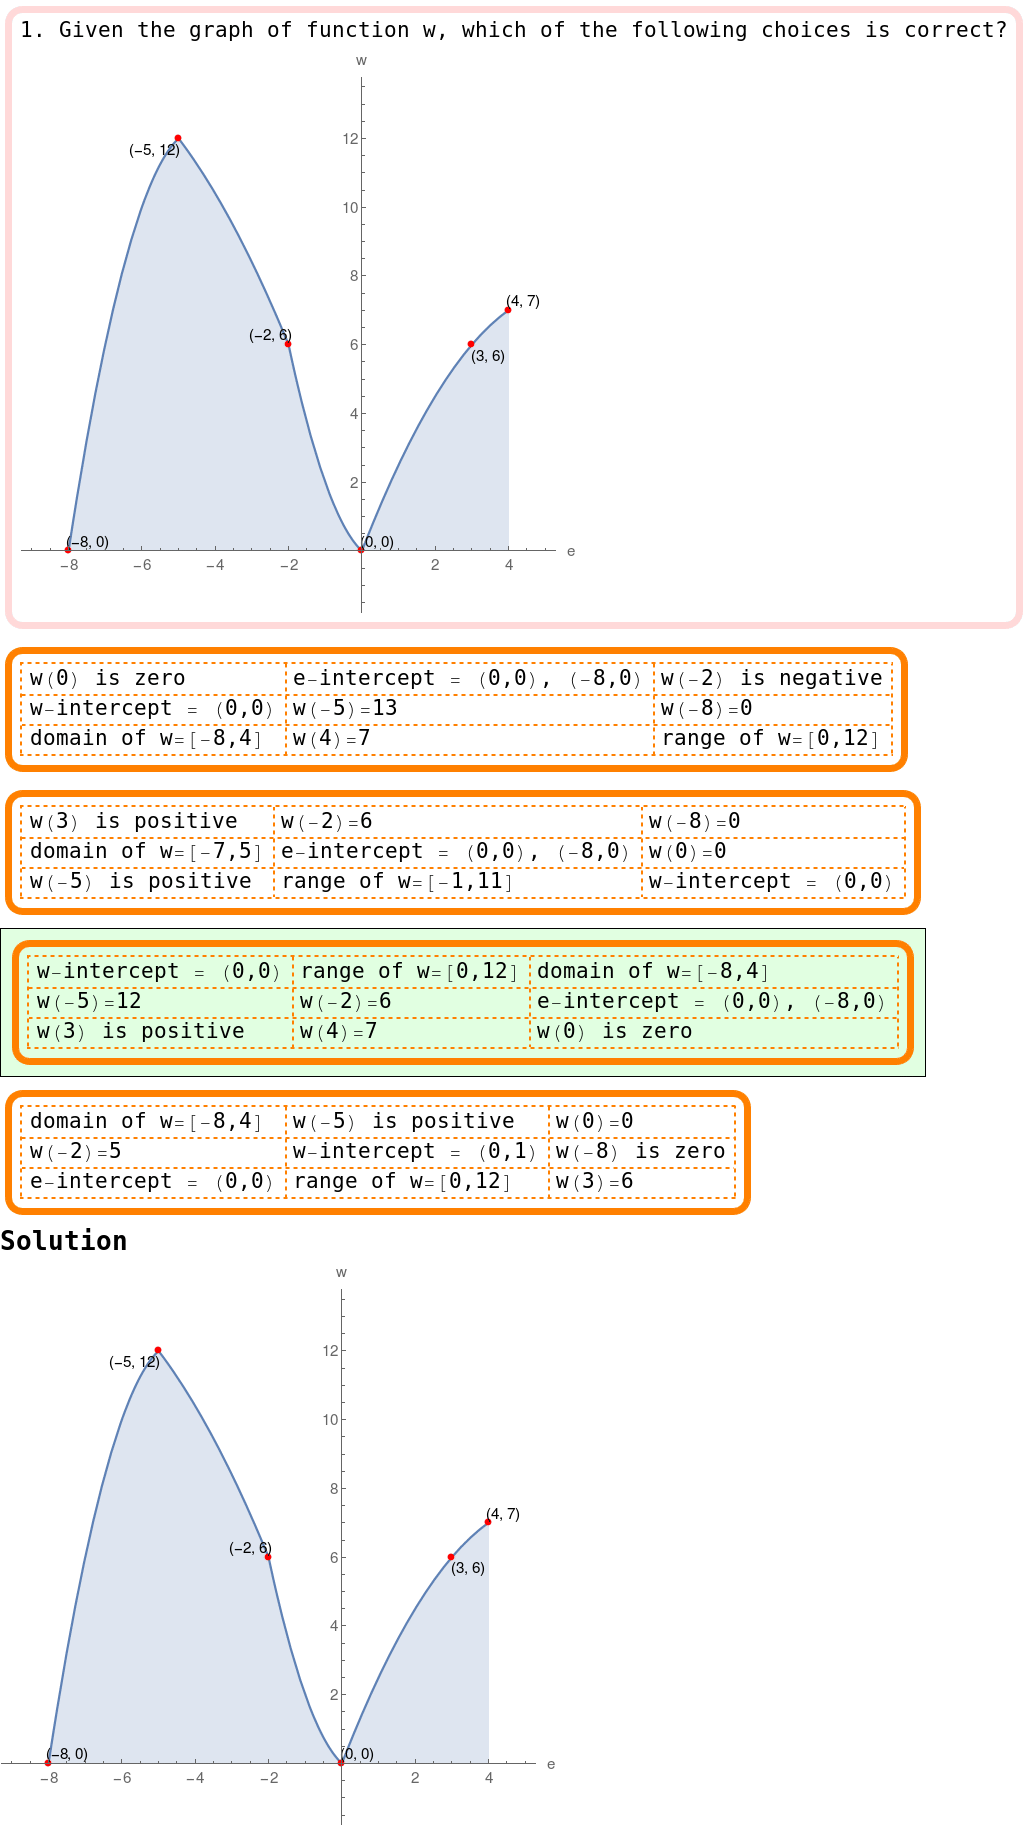 1. Given the graph of function w, which of the following choices is correct?
w
12
(−5, 12)
10
8
(4, 7)
6
(−2, 6)
(3, 6)
4
2
(−8, 0)
(0, 0)
e
−8 −6 −4 −2 2 4
w(0) is zero e-intercept = (0,0), (-8,0) w(-2) is negative
w-intercept = (0,0) w(-5)=13 w(-8)=0
domain of w=[-8,4] w(4)=7 range of w=[0,12]
w(3) is positive w(-2)=6 w(-8)=0
domain of w=[-7,5] e-intercept = (0,0), (-8,0) w(0)=0
w(-5) is positive range of w=[-1,11] w-intercept = (0,0)
w-intercept = (0,0) range of w=[0,12] domain of w=[-8,4]
w(-5)=12 w(-2)=6 e-intercept = (0,0), (-8,0)
w(3) is positive w(4)=7 w(0) is zero
domain of w=[-8,4] w(-5) is positive w(0)=0
w(-2)=5 w-intercept = (0,1) w(-8) is zero
e-intercept = (0,0) range of w=[0,12] w(3)=6
Solution
w
12
(−5, 12)
10
8
(4, 7)
6
(−2, 6)
(3, 6)
4
2
(−8, 0)
(0, 0)
e
−8 −6 −4 −2 2 4